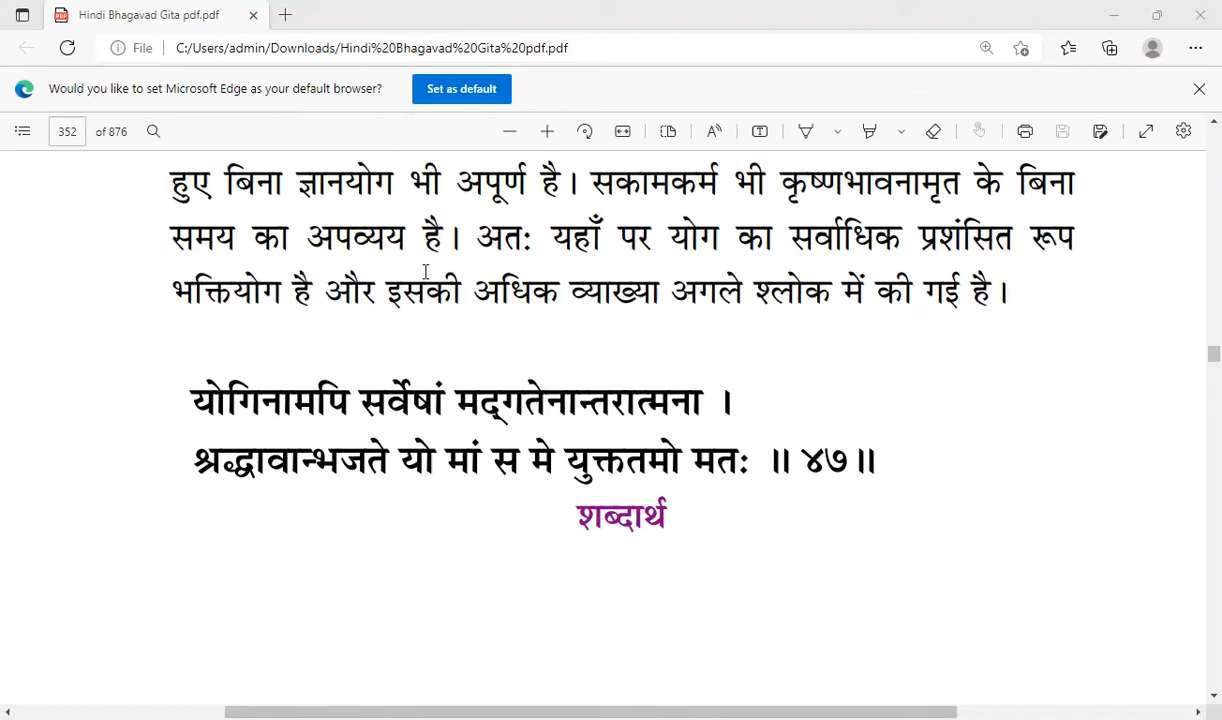 Hindi Bhagavad Gita pdf.pdf
File C:/Users/admin/Downloads/Hindi%20Bhagavad%20Gita%20pdf.pdf
Would you like to set Microsoft Edge as your default browser? Set as default
352 of 876
हुए बिना ज्ञानयोग भी अपूर्ण है। सकामकर्म भी कृष्णभावनामृत के बिना
समय का अपव्यय है। अत: यहाँ पर योग का सर्वाधिक प्रशंसित रूप
भक्तियोग है और इसकी अधिक व्याख्या अगले श्लोक में की गई है।
योगिनामपि सर्वेषां मद्गतेनान्तरात्मना ।
श्रद्धावान्भजते यो मां स मे युक्ततमो मतः ॥ ४७॥
शब्दार्थ